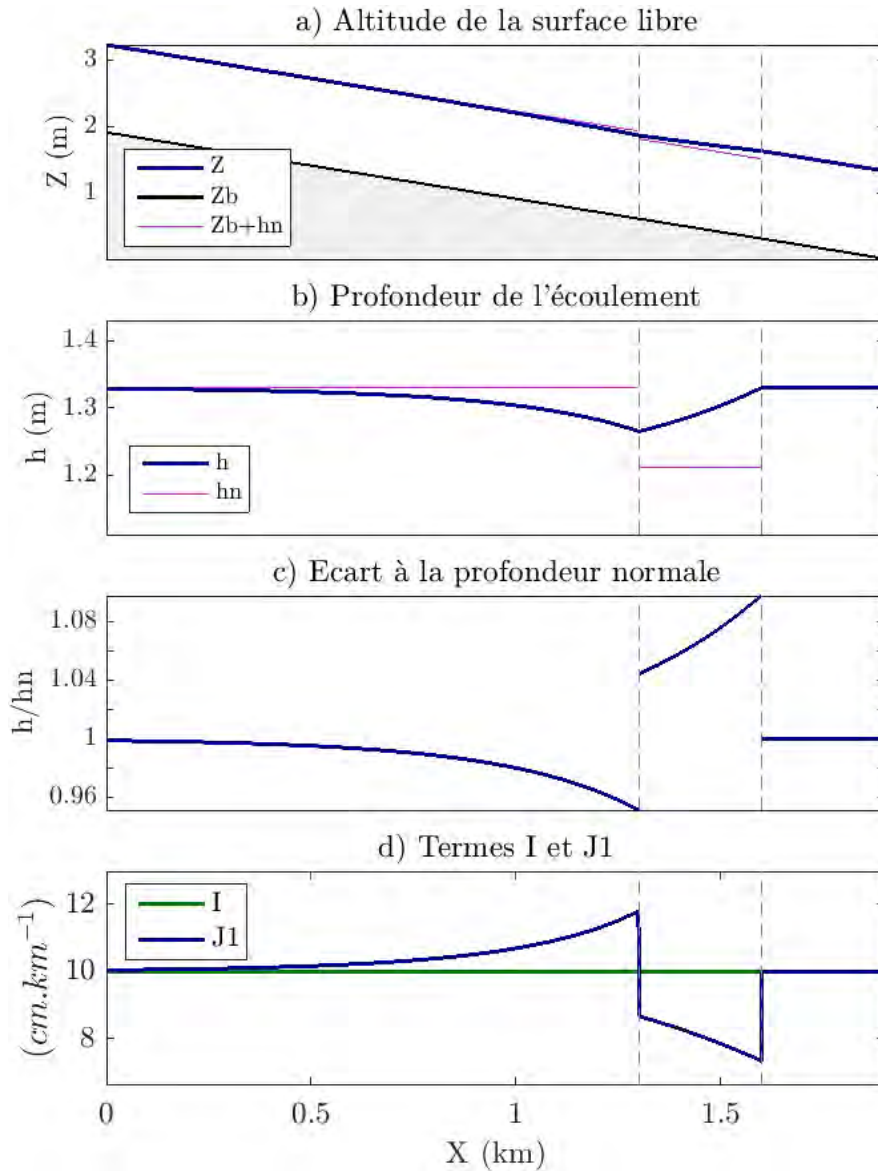 a) Altitude de la surface libre
3
2
1
Z (m)
Z
Zb
Zb+hn
b) Profondeur de l'écoulement
1.4
1.3
1.2
h (m)
h
hn
c) Ecart à la profondeur normale
1.08
1.04
1
0.96
h/hn
d) Termes I et J1
12
10
8
(cm.km⁻¹)
I
J1
0
0.5
1
1.5
X (km)